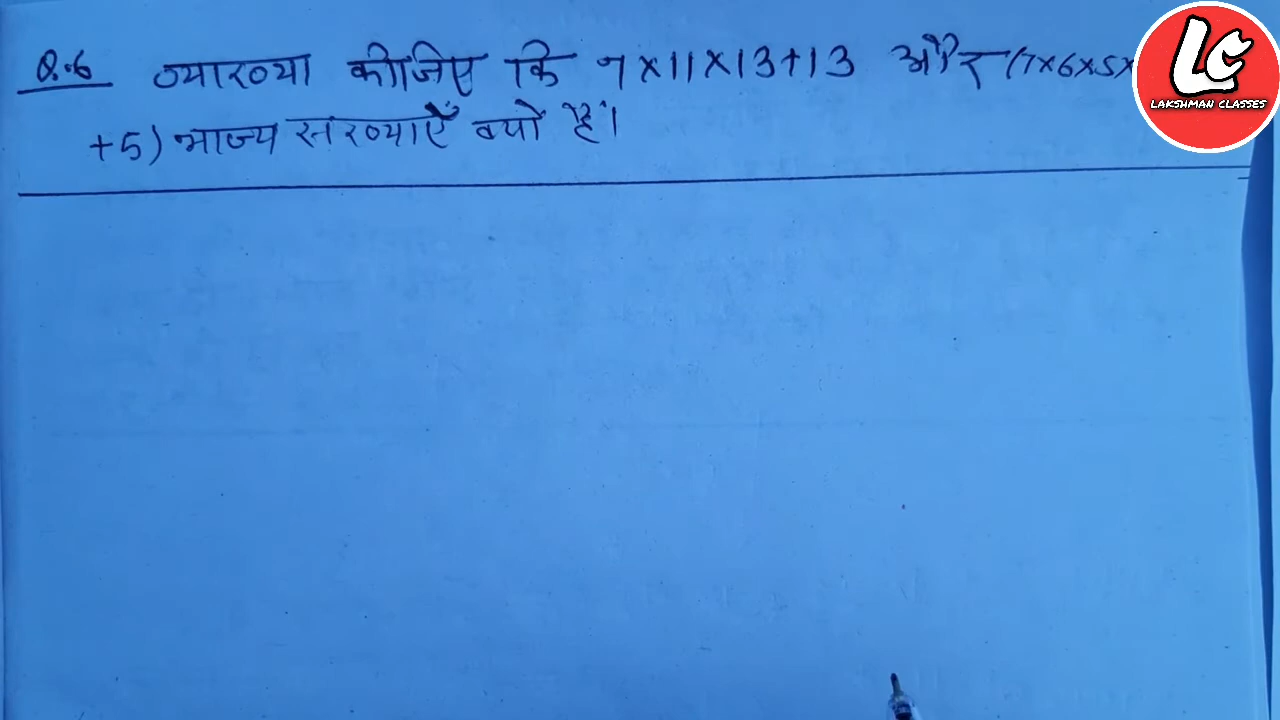 Q.6 व्याख्या कीजिए कि 7×11×13+13 और (7×6×5×
+5) भाज्य संख्याएँ क्यों हैं।
LC
LAKSHMAN CLASSES